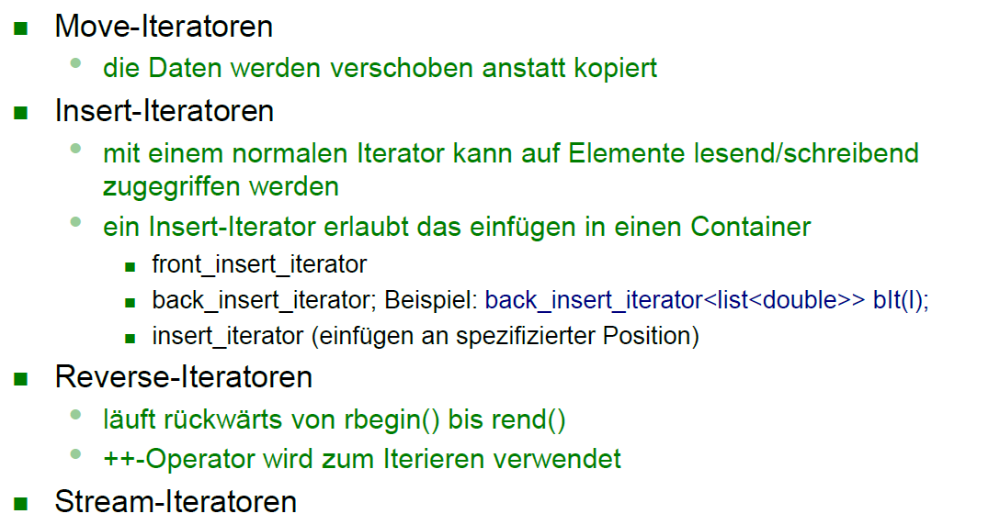 Move-Iteratoren
die Daten werden verschoben anstatt kopiert
Insert-Iteratoren
mit einem normalen Iterator kann auf Elemente lesend/schreibend
zugegriffen werden
ein Insert-Iterator erlaubt das einfügen in einen Container
front_insert_iterator
back_insert_iterator; Beispiel: back_insert_iterator<list<double>> bIt(l);
insert_iterator (einfügen an spezifizierter Position)
Reverse-Iteratoren
läuft rückwärts von rbegin() bis rend()
++-Operator wird zum Iterieren verwendet
Stream-Iteratoren